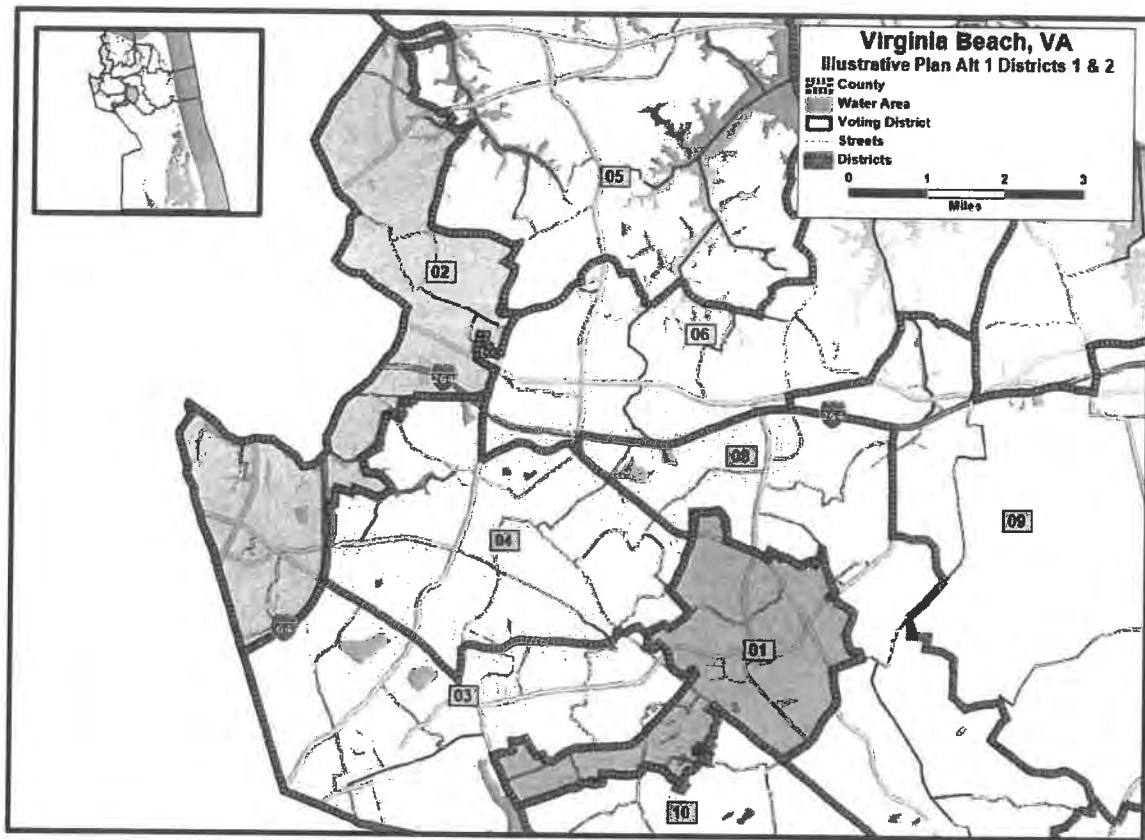 Virginia Beach, VA
Illustrative Plan Alt 1 Districts 1 & 2
County
Water Area
Voting District
Streets
Districts
0 1 2 3
Miles
05
02
06
264
264
08
09
04
01
03
10